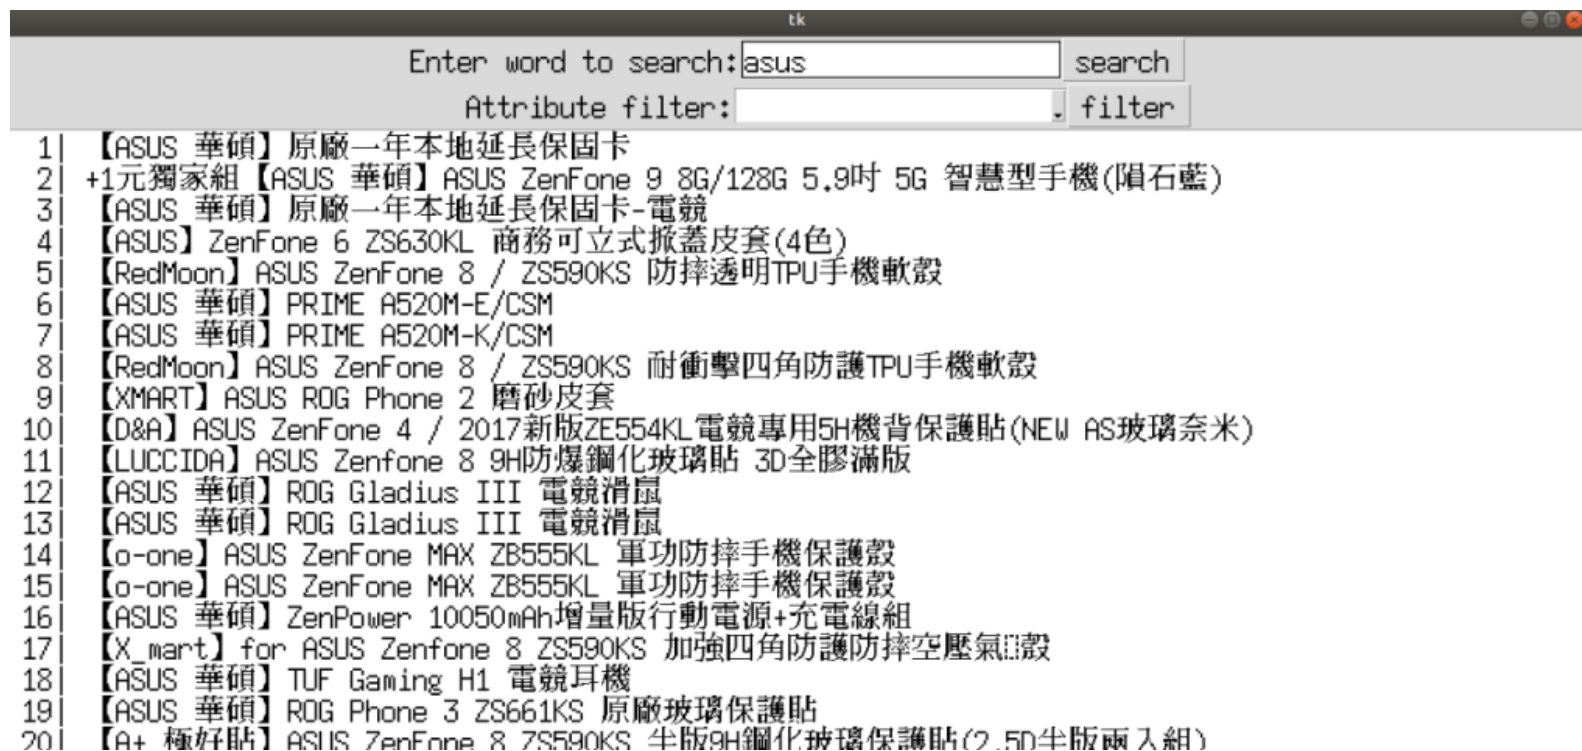 tk
Enter word to search: asus search
Attribute filter: filter
1| 【ASUS 華碩】原廠一年本地延長保固卡
2| +1元獨家組【ASUS 華碩】ASUS ZenFone 9 8G/128G 5.9吋 5G 智慧型手機(隕石藍)
3| 【ASUS 華碩】原廠一年本地延長保固卡-電競
4| 【ASUS】ZenFone 6 ZS630KL 商務可立式掀蓋皮套(4色)
5| 【RedMoon】ASUS ZenFone 8 / ZS590KS 防摔透明TPU手機軟殼
6| 【ASUS 華碩】PRIME A520M-E/CSM
7| 【ASUS 華碩】PRIME A520M-K/CSM
8| 【RedMoon】ASUS ZenFone 8 / ZS590KS 耐衝擊四角防護TPU手機軟殼
9| 【XMART】ASUS ROG Phone 2 磨砂皮套
10| 【D&A】ASUS ZenFone 4 / 2017新版ZE554KL電競專用5H機背保護貼(NEW AS玻璃奈米)
11| 【LUCCIDA】ASUS Zenfone 8 9H防爆鋼化玻璃貼 3D全膠滿版
12| 【ASUS 華碩】ROG Gladius III 電競滑鼠
13| 【ASUS 華碩】ROG Gladius III 電競滑鼠
14| 【o-one】ASUS ZenFone MAX ZB555KL 軍功防摔手機保護殼
15| 【o-one】ASUS ZenFone MAX ZB555KL 軍功防摔手機保護殼
16| 【ASUS 華碩】ZenPower 10050mAh增量版行動電源+充電線組
17| 【X_mart】for ASUS Zenfone 8 ZS590KS 加強四角防護防摔空壓氣殼
18| 【ASUS 華碩】TUF Gaming H1 電競耳機
19| 【ASUS 華碩】ROG Phone 3 ZS661KS 原廠玻璃保護貼
20| 【A+ 極好貼】ASUS ZenFone 8 ZS590KS 半版9H鋼化玻璃保護貼(2.5D半版兩入組)